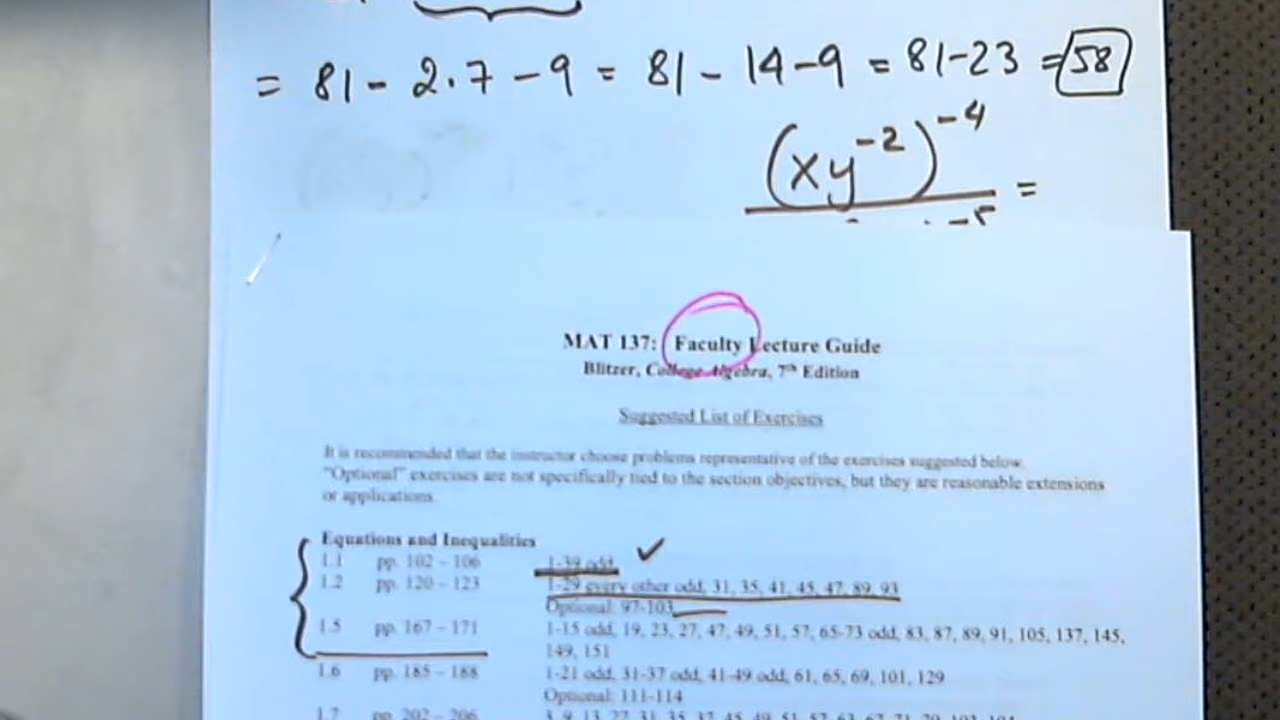 = 81 - 2·7 - 9 = 81 - 14 - 9 = 81-23 = 58
(xy⁻²)⁻⁴ =
MAT 137: Faculty Lecture Guide
Blitzer, College Algebra, 7th Edition
Suggested List of Exercises
It is recommended that the instructor choose problems representative of the exercises suggested below.
"Optional" exercises are not specifically tied to the section objectives, but they are reasonable extensions
or applications.
Equations and Inequalities
1.1 pp. 102 – 106 1-39 odd ✓
1.2 pp. 120 – 123 1-29 every other odd, 31, 35, 41, 45, 47, 89, 93
Optional: 97-103
1.5 pp. 167 – 171 1-15 odd, 19, 23, 27, 47, 49, 51, 57, 65-73 odd, 83, 87, 89, 91, 105, 137, 145,
149, 151
1.6 pp. 185 – 188 1-21 odd, 31-37 odd, 41-49 odd, 61, 65, 69, 101, 129
Optional: 111-114
1.7 pp. 202 – 206